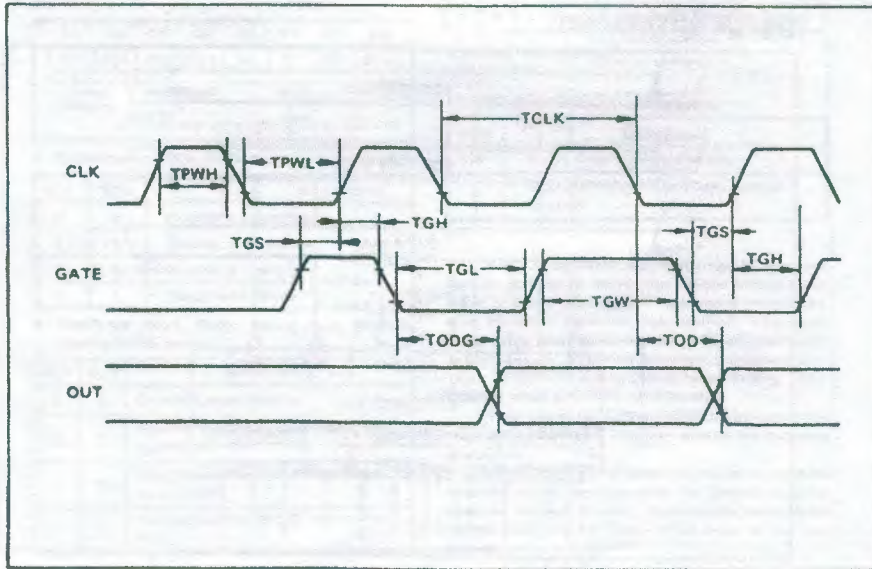 TCLK
CLK
TPWH
TPWL
TGH
TGS
TGS
TGH
GATE
TGL
TGW
TODG
TOD
OUT